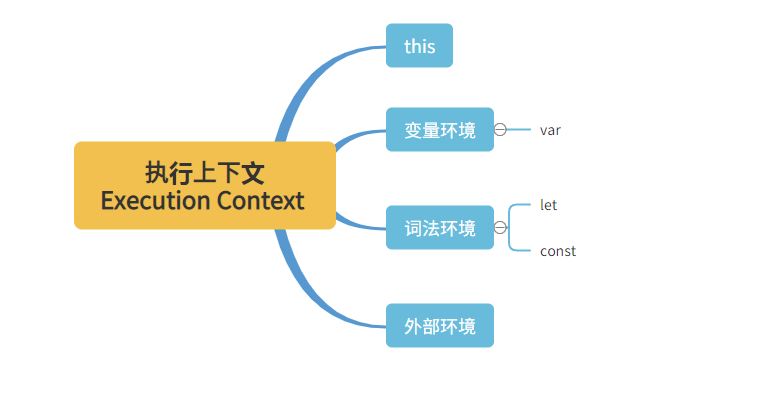 this
变量环境
var
执行上下文
Execution Context
词法环境
let
const
外部环境